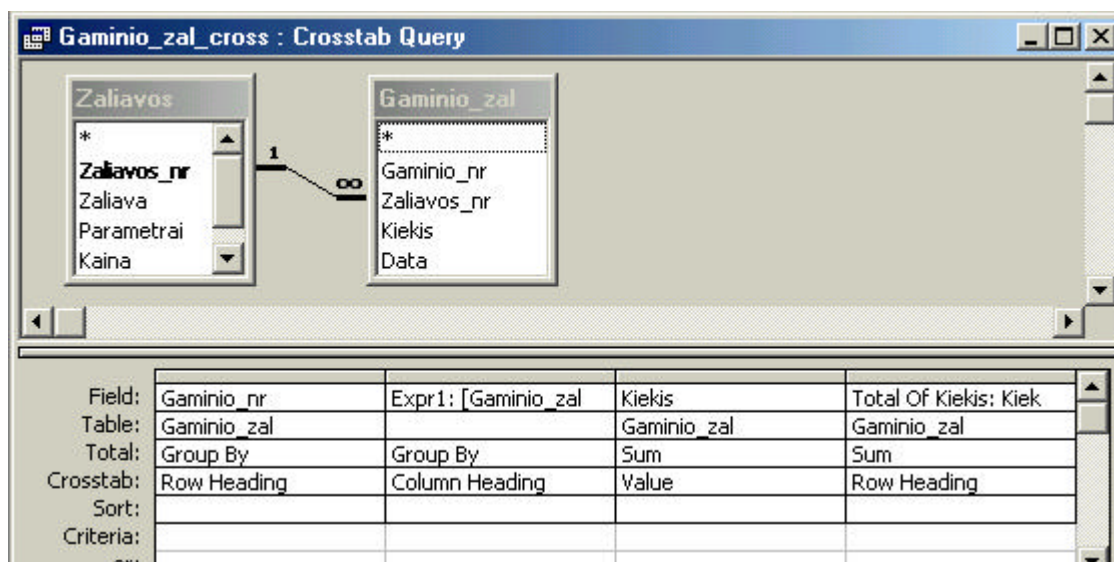 Gaminio_zal_cross : Crosstab Query
Zaliavos
*
Zaliavos_nr
Zaliava
Parametrai
Kaina
1
∞
Gaminio_zal
*
Gaminio_nr
Zaliavos_nr
Kiekis
Data
Field: Gaminio_nr Expr1: [Gaminio_zal Kiekis Total Of Kiekis: Kiek
Table: Gaminio_zal Gaminio_zal Gaminio_zal
Total: Group By Group By Sum Sum
Crosstab: Row Heading Column Heading Value Row Heading
Sort:
Criteria: